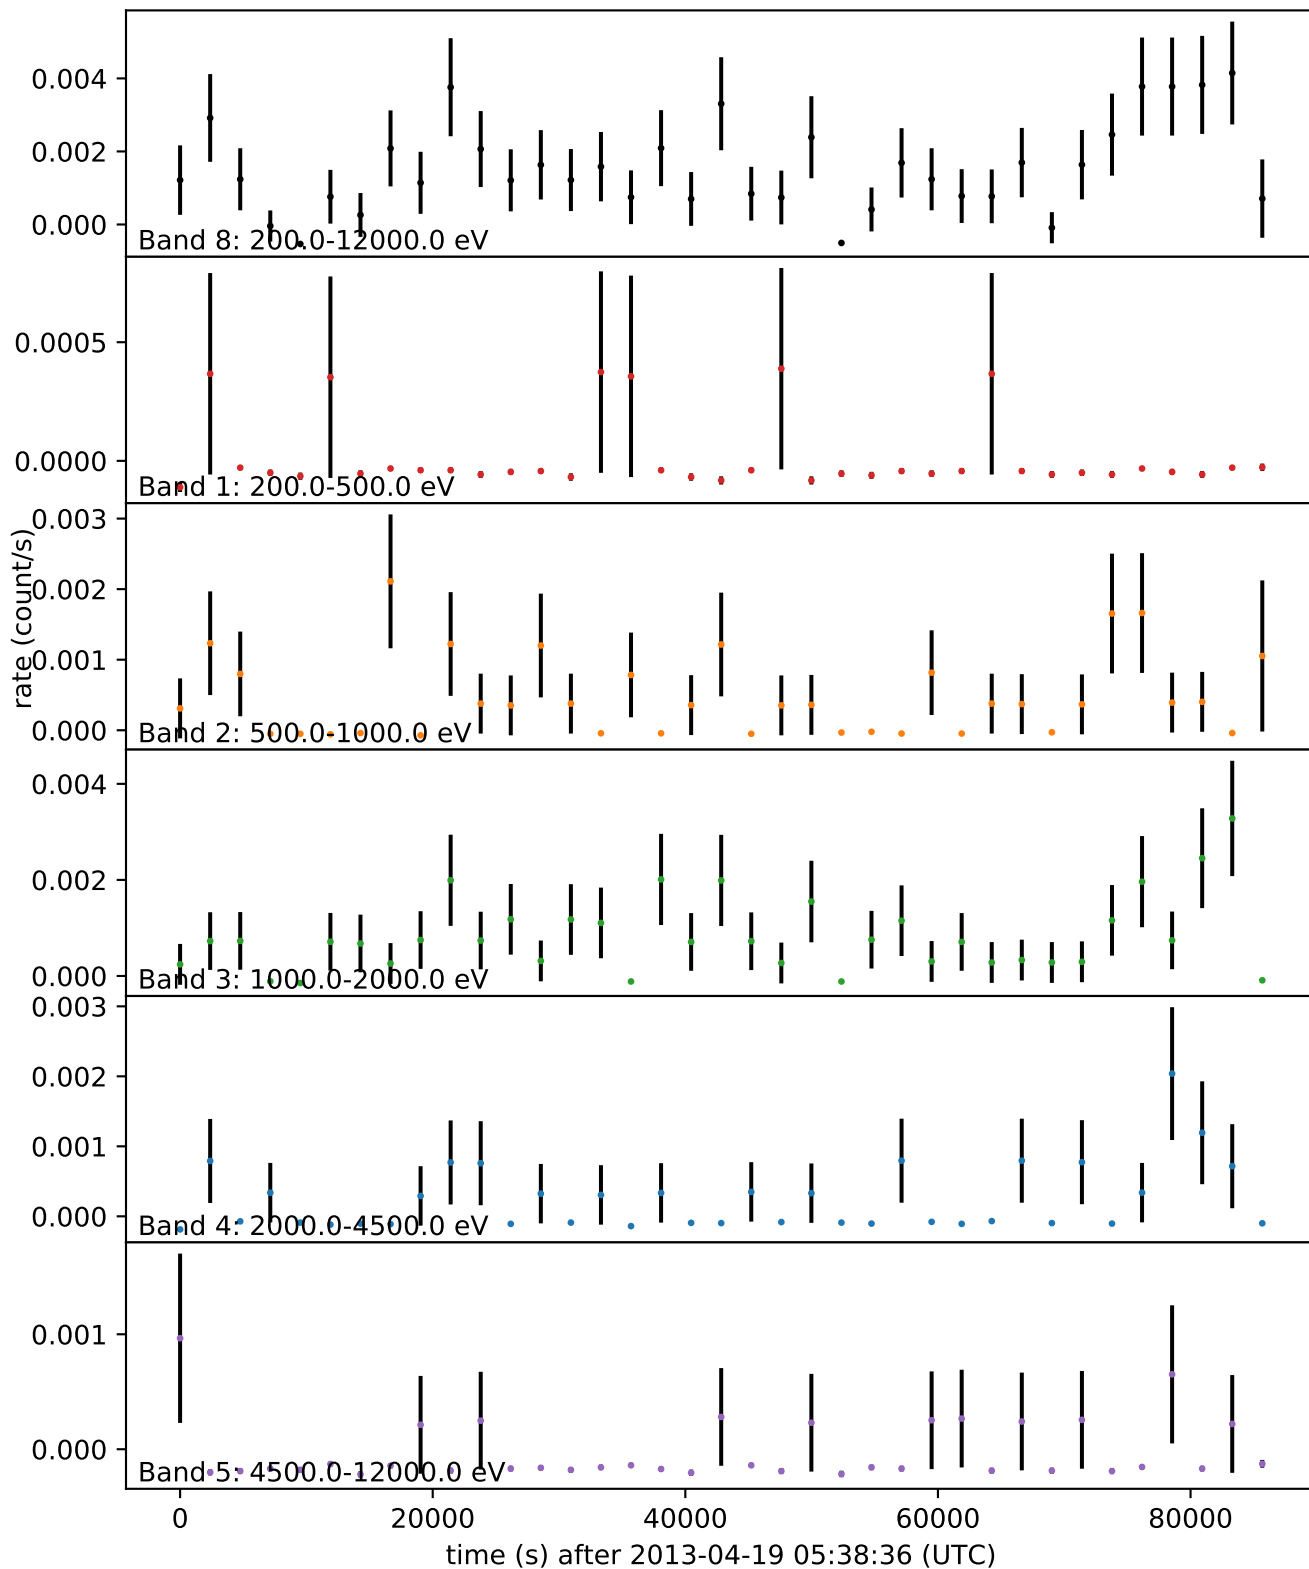 0.004
0.002
0.000
Band 8: 200.0-12000.0 eV
0.0005
0.0000
Band 1: 200.0-500.0 eV
0.003
0.002
0.001
0.000
rate (count/s)
Band 2: 500.0-1000.0 eV
0.004
0.002
0.000
Band 3: 1000.0-2000.0 eV
0.003
0.002
0.001
0.000
Band 4: 2000.0-4500.0 eV
0.001
0.000
Band 5: 4500.0-12000.0 eV
0 20000 40000 60000 80000
time (s) after 2013-04-19 05:38:36 (UTC)